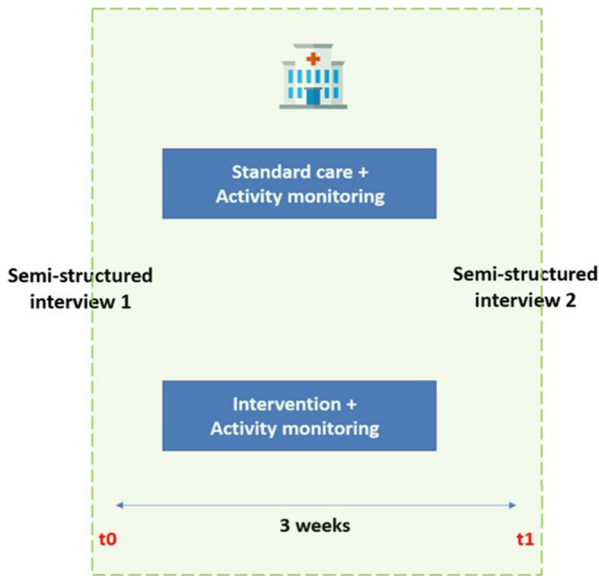 Standard care +
Activity monitoring
Semi-structured
interview 1
Semi-structured
interview 2
Intervention +
Activity monitoring
3 weeks
t0
t1